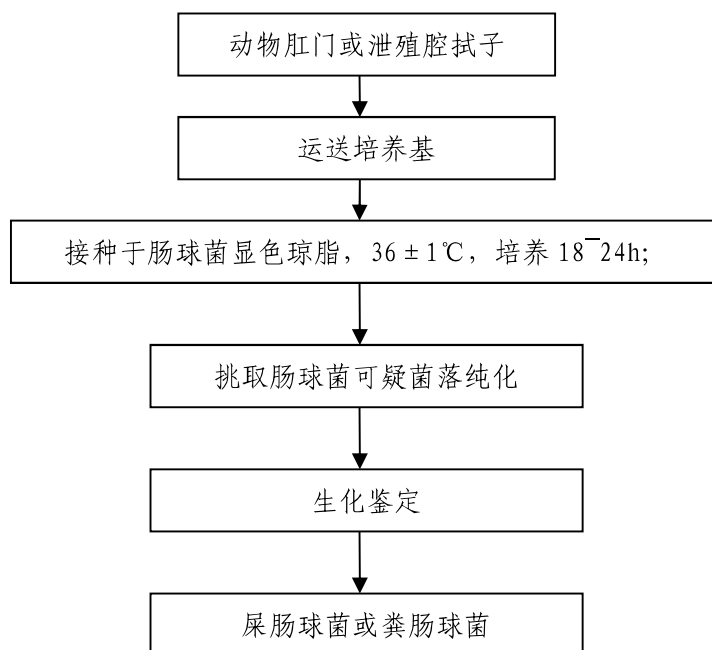 动物肛门或泄殖腔拭子
运送培养基
接种于肠球菌显色琼脂，36±1℃，培养 18‾24h；
挑取肠球菌可疑菌落纯化
生化鉴定
屎肠球菌或粪肠球菌